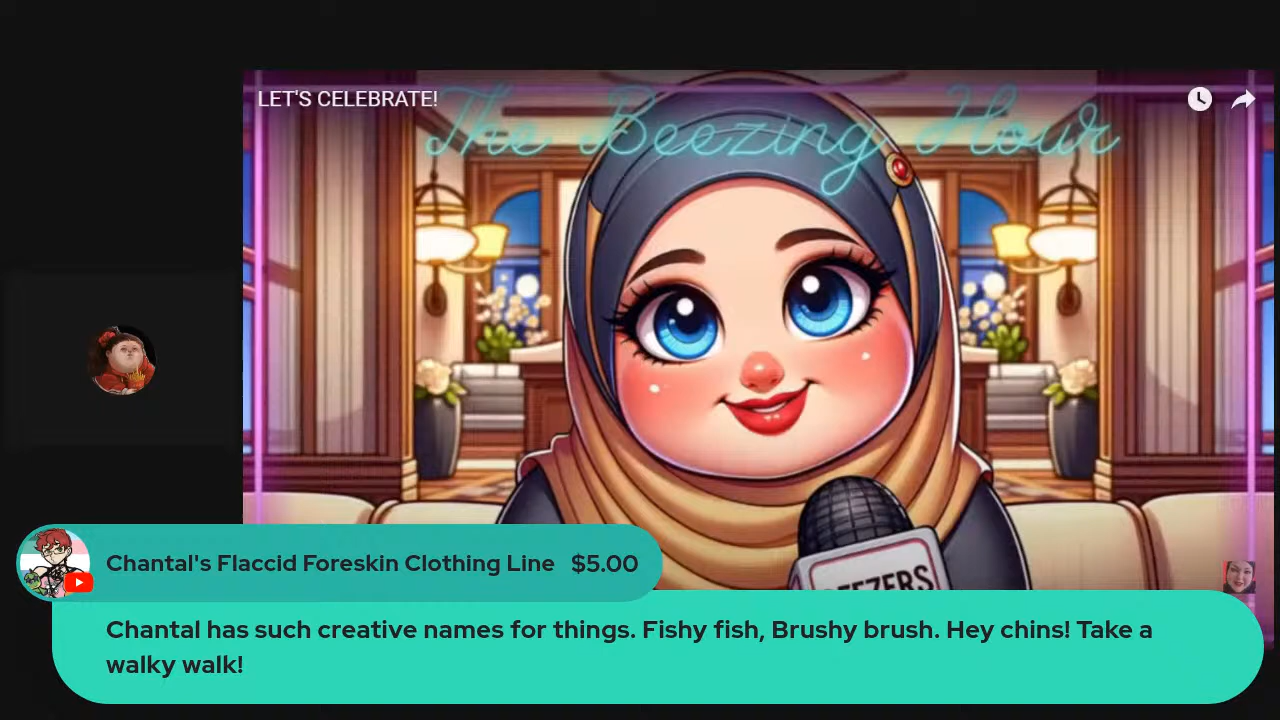 LET'S CELEBRATE!
The Beezing Hour
BEEZERS
Chantal's Flaccid Foreskin Clothing Line $5.00
Chantal has such creative names for things. Fishy fish, Brushy brush. Hey chins! Take a
walky walk!